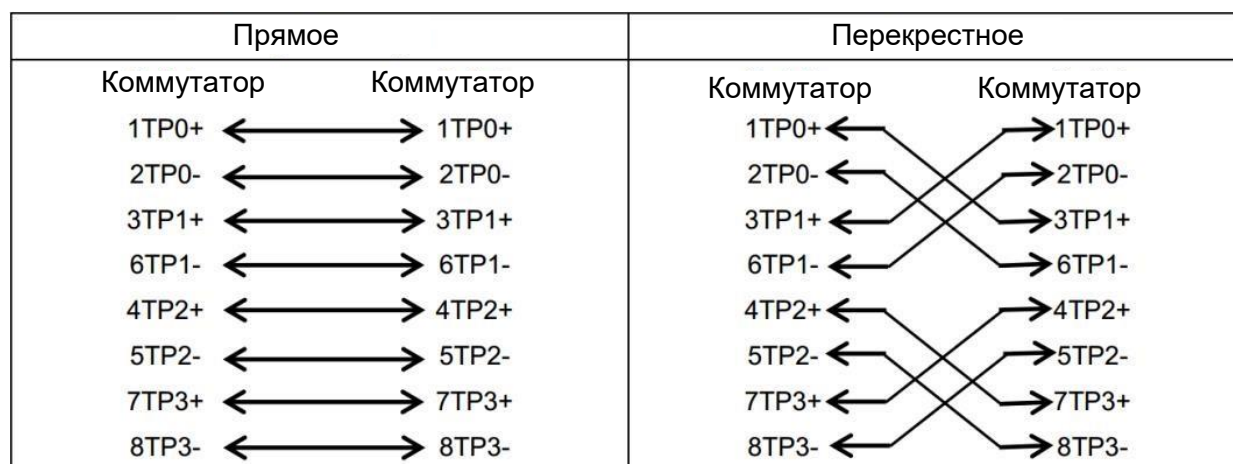 Прямое Перекрестное
Коммутатор Коммутатор Коммутатор Коммутатор
1TP0+ 1TP0+ 1TP0+ 1TP0+
2TP0- 2TP0- 2TP0- 2TP0-
3TP1+ 3TP1+ 3TP1+ 3TP1+
6TP1- 6TP1- 6TP1- 6TP1-
4TP2+ 4TP2+ 4TP2+ 4TP2+
5TP2- 5TP2- 5TP2- 5TP2-
7TP3+ 7TP3+ 7TP3+ 7TP3+
8TP3- 8TP3- 8TP3- 8TP3-